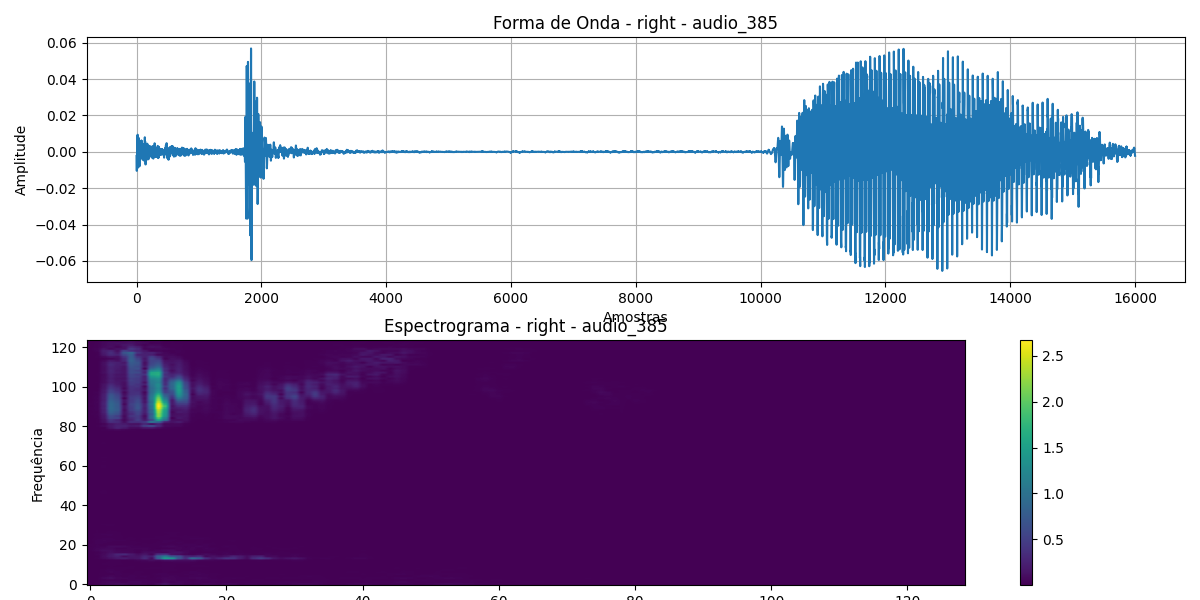 Forma de Onda - right - audio_385
0.06
0.04
0.02
0.00
−0.02
−0.04
−0.06
Amplitude
0 2000 4000 6000 8000 10000 12000 14000 16000
Amostras
Espectrograma - right - audio_385
120
100
80
60
40
20
0
Frequência
0 20 40 60 80 100 120
2.5
2.0
1.5
1.0
0.5